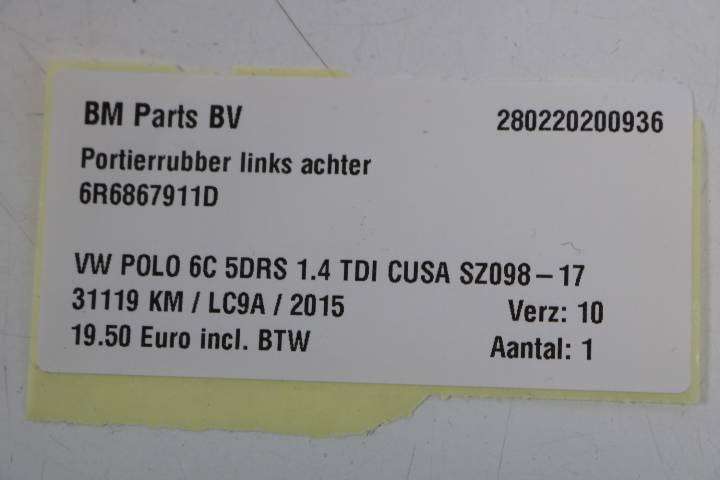 BM Parts BV 280220200936
Portierrubber links achter
6R6867911D
VW POLO 6C 5DRS 1.4 TDI CUSA SZ098-17
31119 KM / LC9A / 2015 Verz: 10
19.50 Euro incl. BTW Aantal: 1